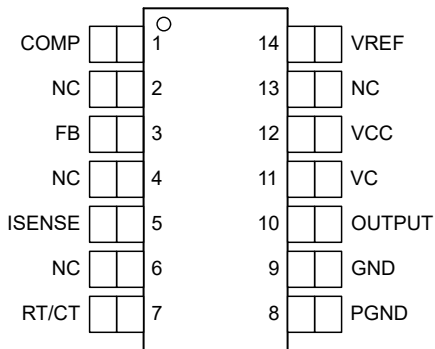 COMP 1 14 VREF
NC 2 13 NC
FB 3 12 VCC
NC 4 11 VC
ISENSE 5 10 OUTPUT
NC 6 9 GND
RT/CT 7 8 PGND